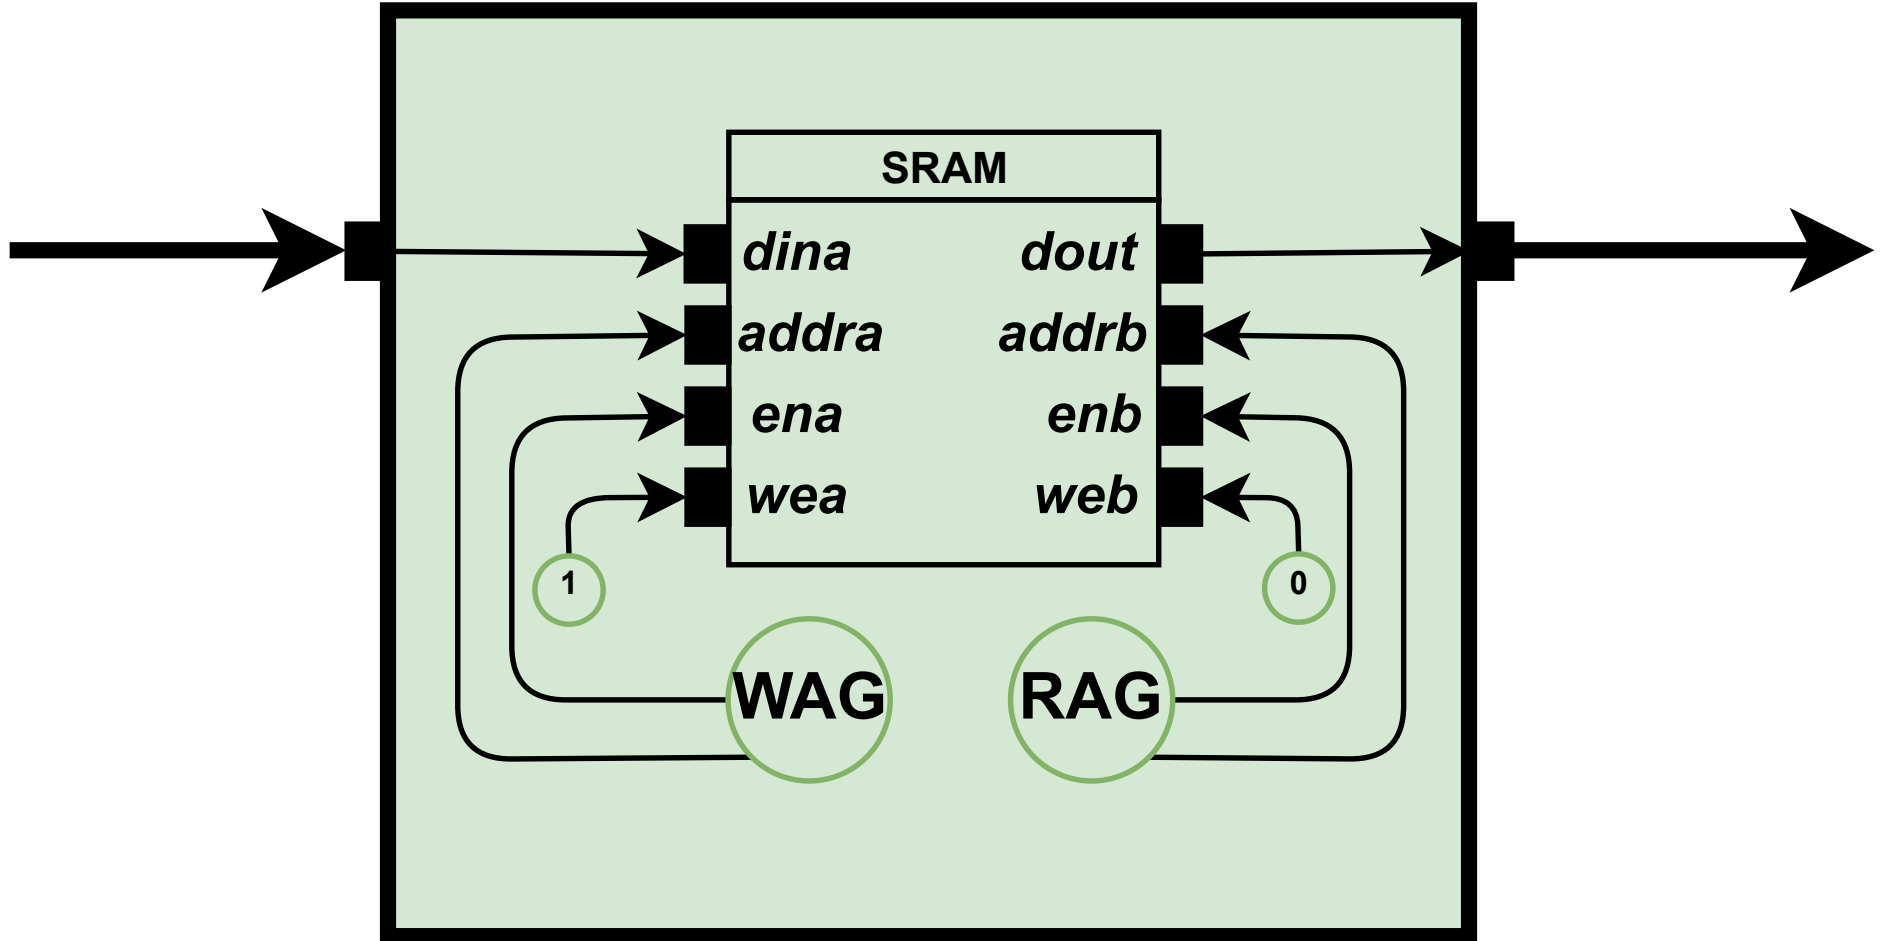 SRAM
dina dout
addra addrb
ena enb
wea web
1 0
WAG RAG